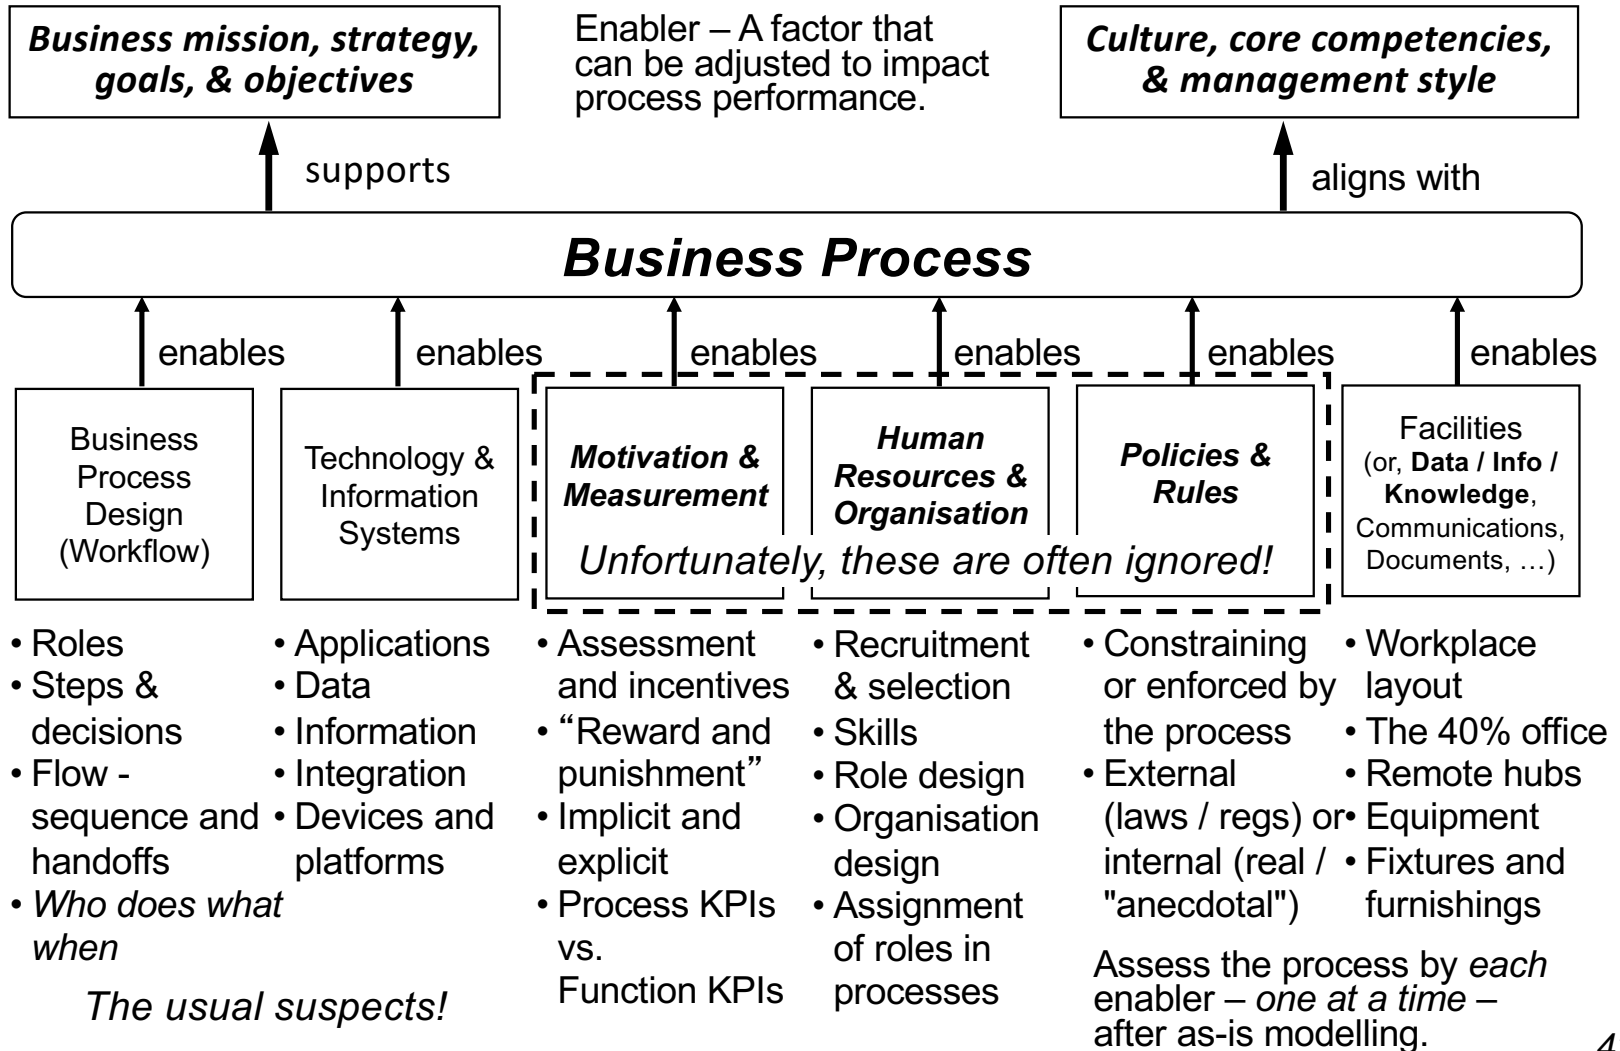 Business mission, strategy,
goals, & objectives
Enabler – A factor that
can be adjusted to impact
process performance.
Culture, core competencies,
& management style
supports
aligns with
Business Process
enables
enables
enables
enables
enables
enables
Business
Process
Design
(Workflow)
Technology &
Information
Systems
Motivation &
Measurement
Human
Resources &
Organisation
Policies &
Rules
Facilities
(or, Data / Info /
Knowledge,
Communications,
Documents, …)
Unfortunately, these are often ignored!
• Roles
• Steps &
decisions
• Flow -
sequence and
handoffs
• Who does what
when
The usual suspects!
• Applications
• Data
• Information
• Integration
• Devices and
platforms
• Assessment
and incentives
• “Reward and
punishment”
• Implicit and
explicit
• Process KPIs
vs.
Function KPIs
• Recruitment
& selection
• Skills
• Role design
• Organisation
design
• Assignment
of roles in
processes
• Constraining
or enforced by
the process
• External
(laws / regs) or
internal (real /
"anecdotal")
• Workplace
layout
• The 40% office
• Remote hubs
• Equipment
• Fixtures and
furnishings
Assess the process by each
enabler – one at a time –
after as-is modelling.
4